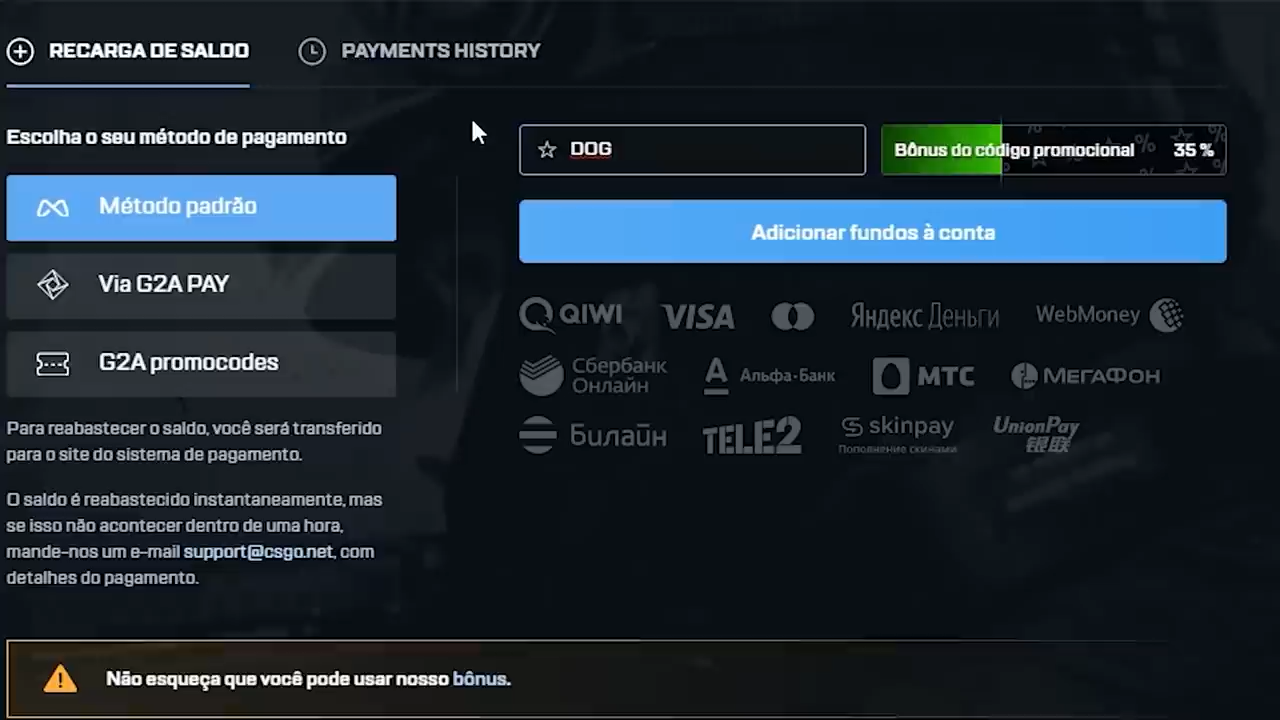 RECARGA DE SALDO
PAYMENTS HISTORY
Escolha o seu método de pagamento
DOG
Bônus do código promocional 35 %
Método padrão
Adicionar fundos à conta
Via G2A PAY
G2A promocodes
QIWI VISA Яндекс Деньги WebMoney
Сбербанк
Онлайн
Альфа·Банк МТС МЕГАФОН
Билайн TELE2 skinpay
Пополнение скинами
UnionPay
银联
Para reabastecer o saldo, você será transferido
para o site do sistema de pagamento.
O saldo é reabastecido instantaneamente, mas
se isso não acontecer dentro de uma hora,
mande-nos um e-mail support@csgo.net, com
detalhes do pagamento.
Não esqueça que você pode usar nosso bônus.